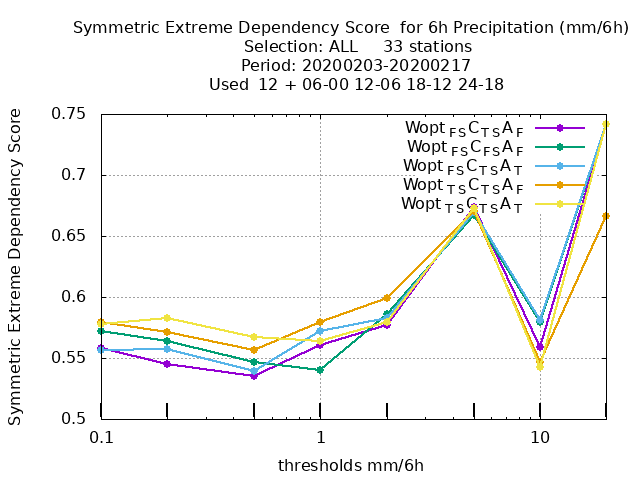 Symmetric Extreme Dependency Score  for 6h Precipitation (mm/6h)
Selection: ALL     33 stations
Period: 20200203-20200217
Used  12 + 06-00 12-06 18-12 24-18
Symmetric Extreme Dependency Score
0.75
0.7
0.65
0.6
0.55
0.5
Wopt FS C TS A F
Wopt FS C FS A F
Wopt FS C TS A T
Wopt TS C TS A F
Wopt TS C TS A T
0.1 1 10
thresholds mm/6h